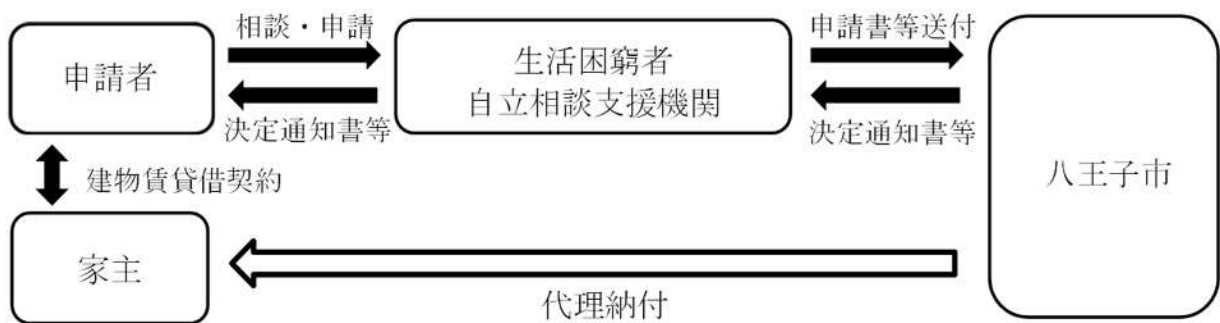 相談・申請
申請書等送付
申請者
生活困窮者
自立相談支援機関
八王子市
決定通知書等
決定通知書等
建物賃貸借契約
家主
代理納付